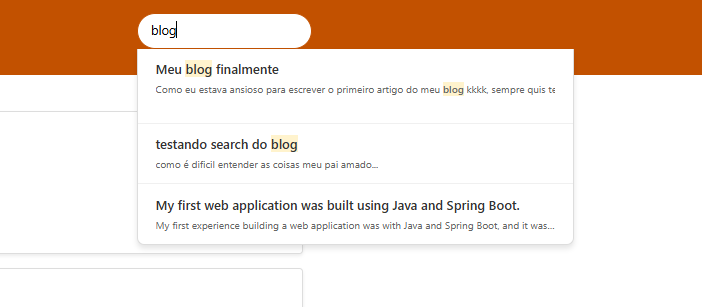 blog
Meu blog finalmente
Como eu estava ansioso para escrever o primeiro artigo do meu blog kkkk, sempre quis te
testando search do blog
como é dificil entender as coisas meu pai amado...
My first web application was built using Java and Spring Boot.
My first experience building a web application was with Java and Spring Boot, and it was...